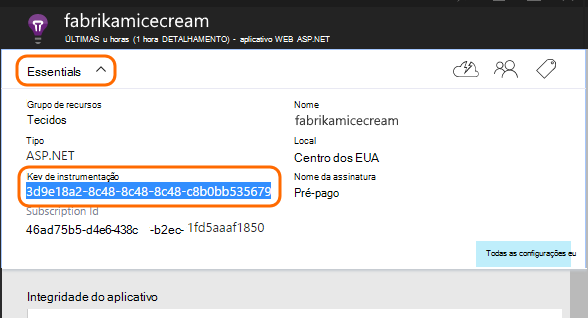 fabrikamicecream
ÚLTIMAS u horas (1 hora DETALHAMENTO) - aplicativo WEB ASP.NET
Essentials
Grupo de recursos
Tecidos
Nome
fabrikamicecream
Tipo
ASP.NET
Local
Centro dos EUA
Kev de instrumentação
3d9e18a2-8c48-8c48-8c48-c8b0bb535679
Nome da assinatura
Pré-pago
Subscription Id
46ad75b5-d4e6-438c -b2ec- 1fd5aaaf1850
Todas as configurações eu
Integridade do aplicativo